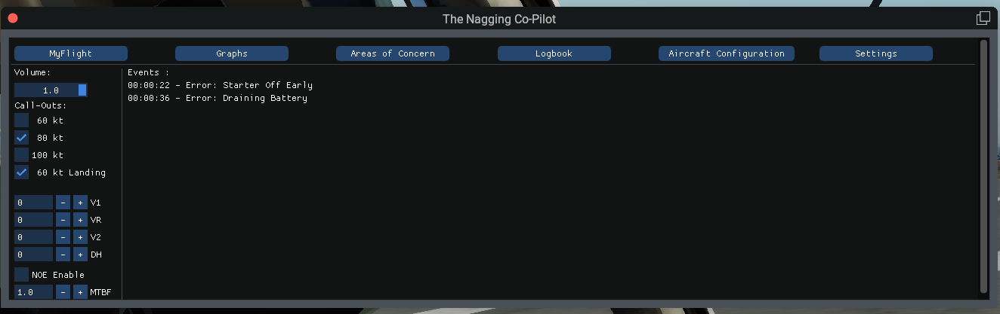 The Nagging Co-Pilot
MyFlight Graphs Areas of Concern Logbook Aircraft Configuration Settings
Volume:
1.0
Call-Outs:
60 kt
80 kt
100 kt
60 kt Landing
0 - + V1
0 - + VR
0 - + V2
0 - + DH
NOE Enable
1.0 - + MTBF
Events :
00:00:22 - Error: Starter Off Early
00:00:36 - Error: Draining Battery